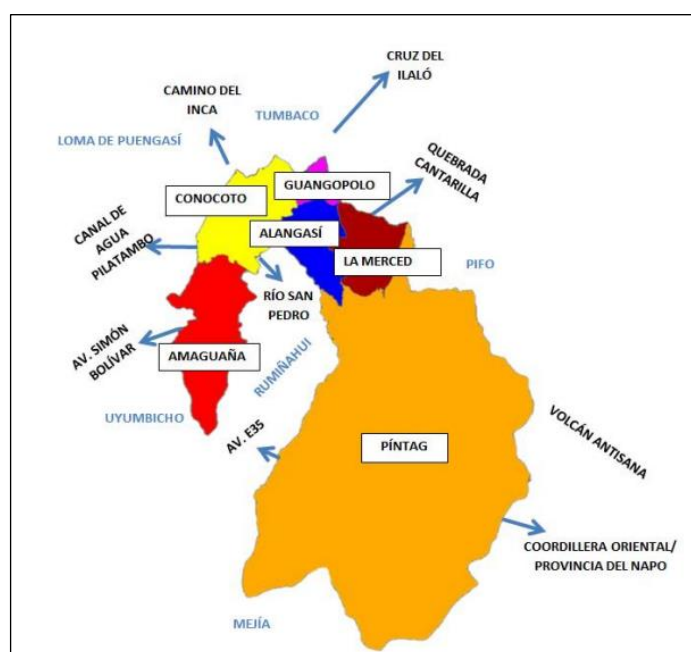 CRUZ DEL
ILALÓ
CAMINO DEL
INCA
TUMBACO
LOMA DE PUENGASÍ
QUEBRADA
CANTARILLA
GUANGOPOLO
CONOCOTO
CANAL DE
AGUA
PILATAMBO
ALANGASÍ
LA MERCED
PIFO
RÍO SAN
PEDRO
AV. SIMÓN
BOLÍVAR
AMAGUAÑA
RUMIÑAHUI
UYUMBICHO
AV. E35
PÍNTAG
VOLCÁN ANTISANA
COORDILLERA ORIENTAL/
PROVINCIA DEL NAPO
MEJÍA